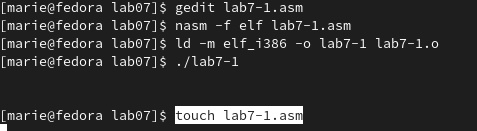 [marie@fedora lab07]$ gedit lab7-1.asm
[marie@fedora lab07]$ nasm -f elf lab7-1.asm
[marie@fedora lab07]$ ld -m elf_i386 -o lab7-1 lab7-1.o
[marie@fedora lab07]$ ./lab7-1
[marie@fedora lab07]$ touch lab7-1.asm